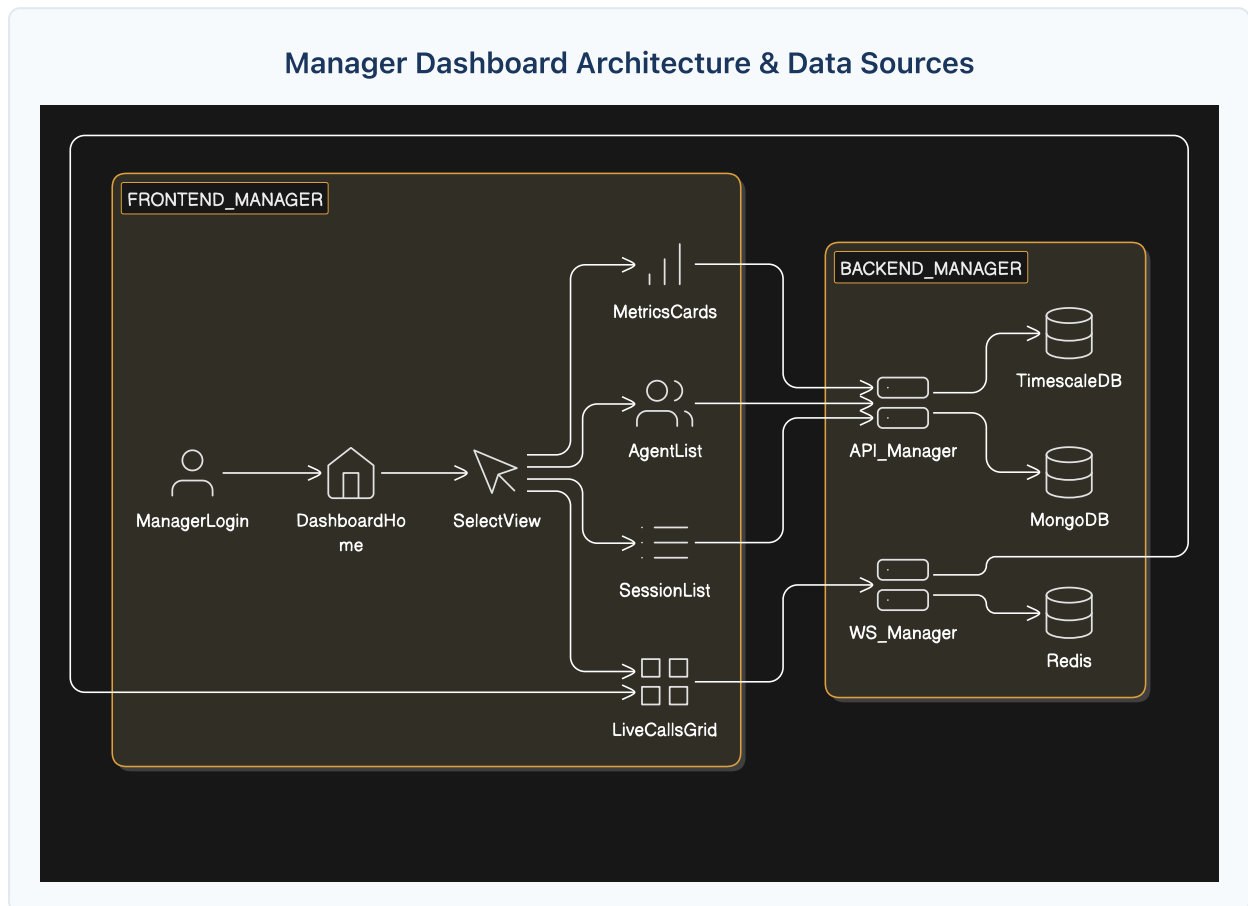 Manager Dashboard Architecture & Data Sources
FRONTEND_MANAGER
BACKEND_MANAGER
MetricsCards
TimescaleDB
AgentList
API_Manager
ManagerLogin
DashboardHo
me
SelectView
MongoDB
SessionList
WS_Manager
Redis
LiveCallsGrid